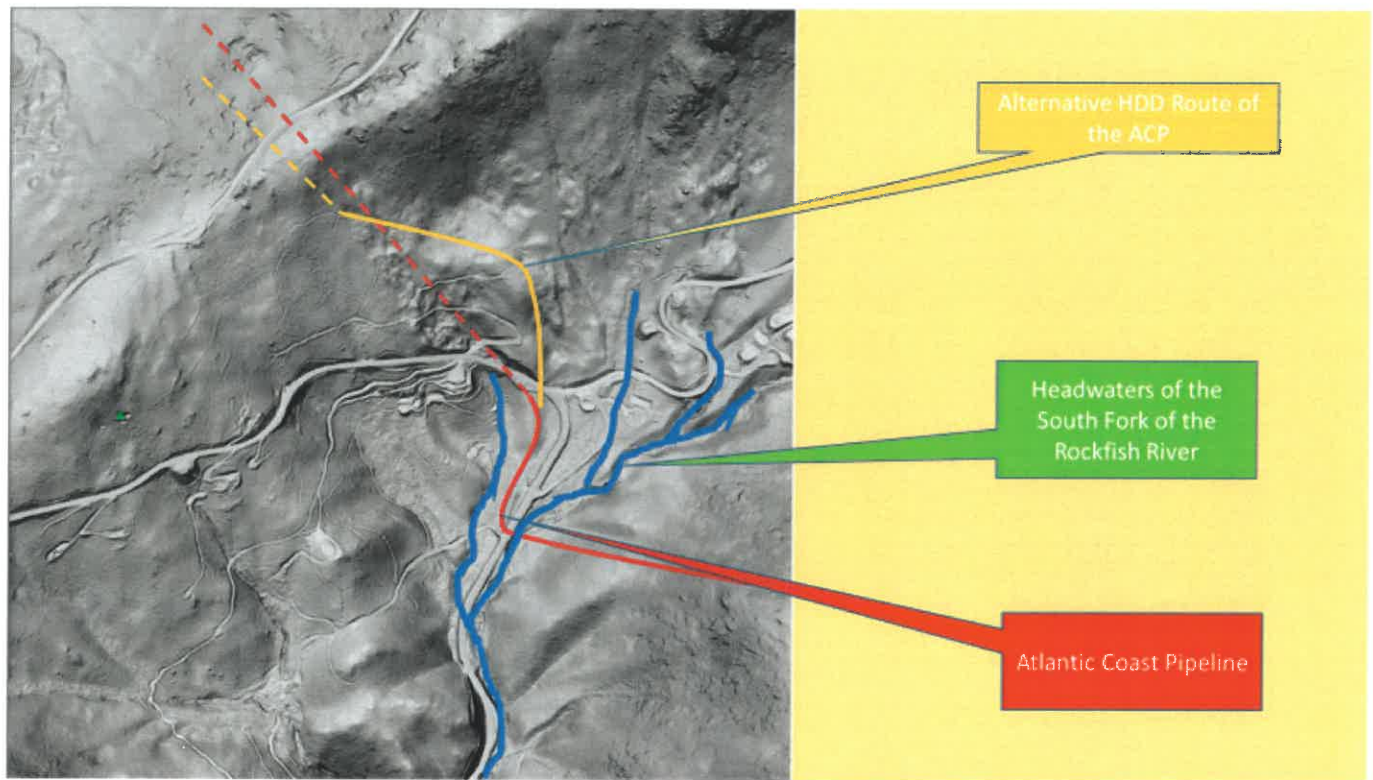 Alternative HDD Route of
the ACP
Headwaters of the
South Fork of the
Rockfish River
Atlantic Coast Pipeline